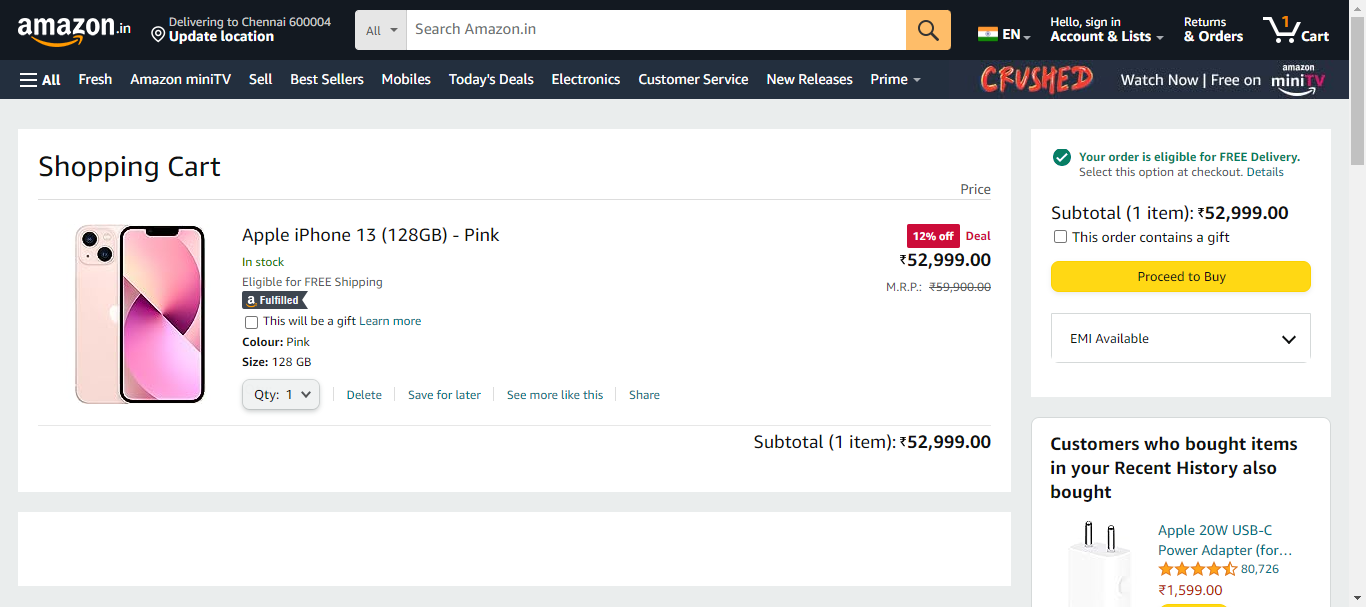 amazon.in
Delivering to Chennai 600004
Update location
All
Search Amazon.in
EN
Hello, sign in
Account & Lists
Returns
& Orders
1
Cart
All
Fresh
Amazon miniTV
Sell
Best Sellers
Mobiles
Today's Deals
Electronics
Customer Service
New Releases
Prime
CRUSHED
Watch Now | Free on
amazon
miniTV
Shopping Cart
Price
Apple iPhone 13 (128GB) - Pink
12% off Deal
In stock
₹52,999.00
Eligible for FREE Shipping
M.R.P.: ₹59,900.00
a Fulfilled
This will be a gift Learn more
Colour: Pink
Size: 128 GB
Qty: 1
Delete
Save for later
See more like this
Share
Subtotal (1 item): ₹52,999.00
Your order is eligible for FREE Delivery.
Select this option at checkout. Details
Subtotal (1 item): ₹52,999.00
This order contains a gift
Proceed to Buy
EMI Available
Customers who bought items
in your Recent History also
bought
Apple 20W USB-C
Power Adapter (for…
80,726
₹1,599.00